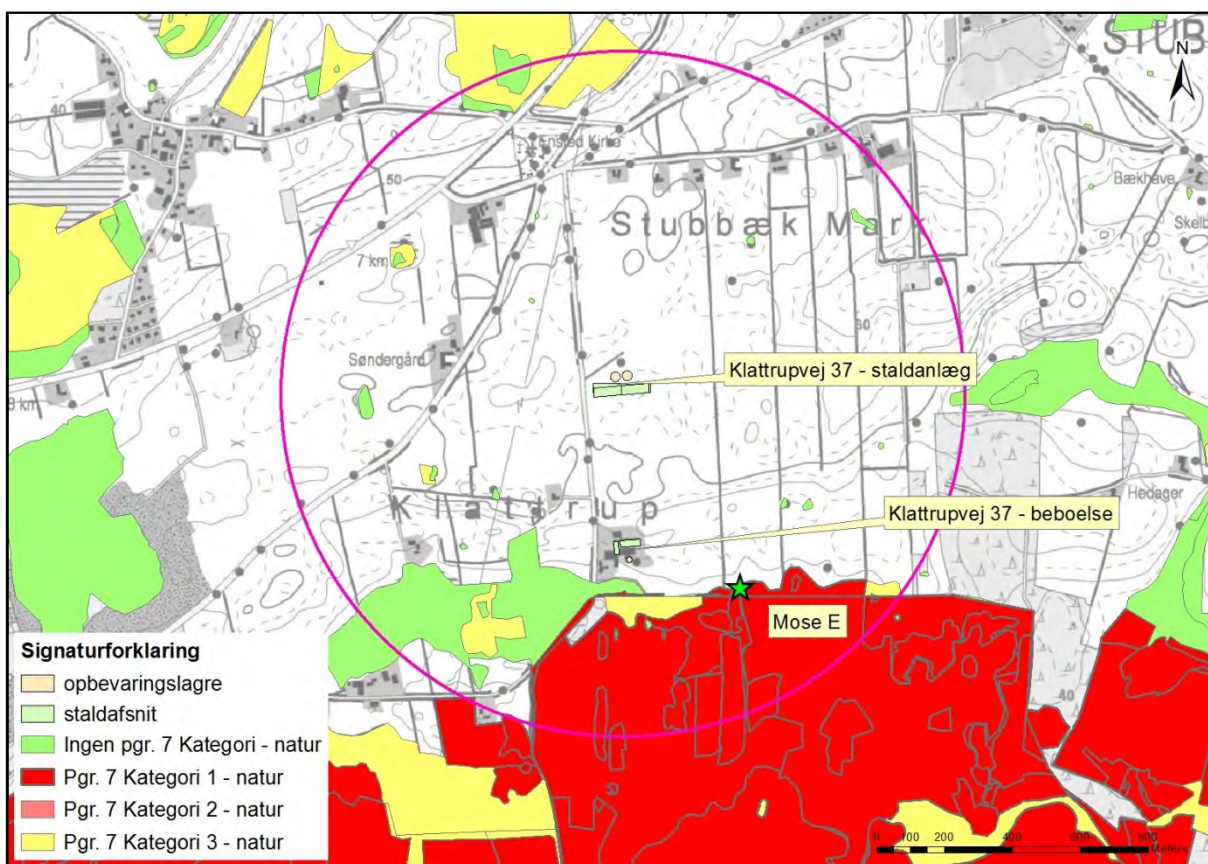 STUB
N
40
Ensted Kirke
50
Bækhave
Stubbæk Mark
Skelb
7 km
60
Søndergård
Klattrupvej 37 - staldanlæg
8 km
Klattrup
Hedager
Klattrupvej 37 - beboelse
Mose E
Signaturforklaring
opbevaringslagre
staldafsnit
Ingen pgr. 7 Kategori - natur
Pgr. 7 Kategori 1 - natur
Pgr. 7 Kategori 2 - natur
Pgr. 7 Kategori 3 - natur
40
0 100 200 400 600 800
Meters